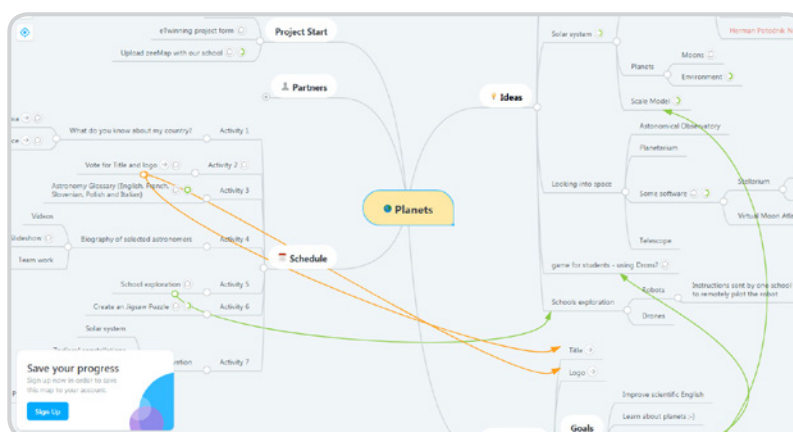 eTwinning project form
Project Start
Upload zeeMap with our school
Partners
What do you know about my country?
Activity 1
Vote for Title and logo
Activity 2
Astronomy Glossary (English, French,
Slovenian, Polish and Italian)
Activity 3
Videos
Slideshow
Biography of selected astronomers
Activity 4
Team work
Schedule
School exploration
Activity 5
Create an Jigsaw Puzzle
Activity 6
Solar system
Activity 7
Save your progress
Sign up now in order to save
this map to your account.
Sign Up
Planets
Ideas
Solar system
Herman Potočnik
Moons
Planets
Environment
Scale Model
Astonomical Observatory
Planetarium
Looking into space
Some software
Stellarium
Virtual Moon Atla
Telescope
game for students - using Drons?
Schools exploration
Robots
Instructions sent by one school
to remotely pilot the robot
Drones
Title
Logo
Goals
Improve scientific English
Learn about planets :-)